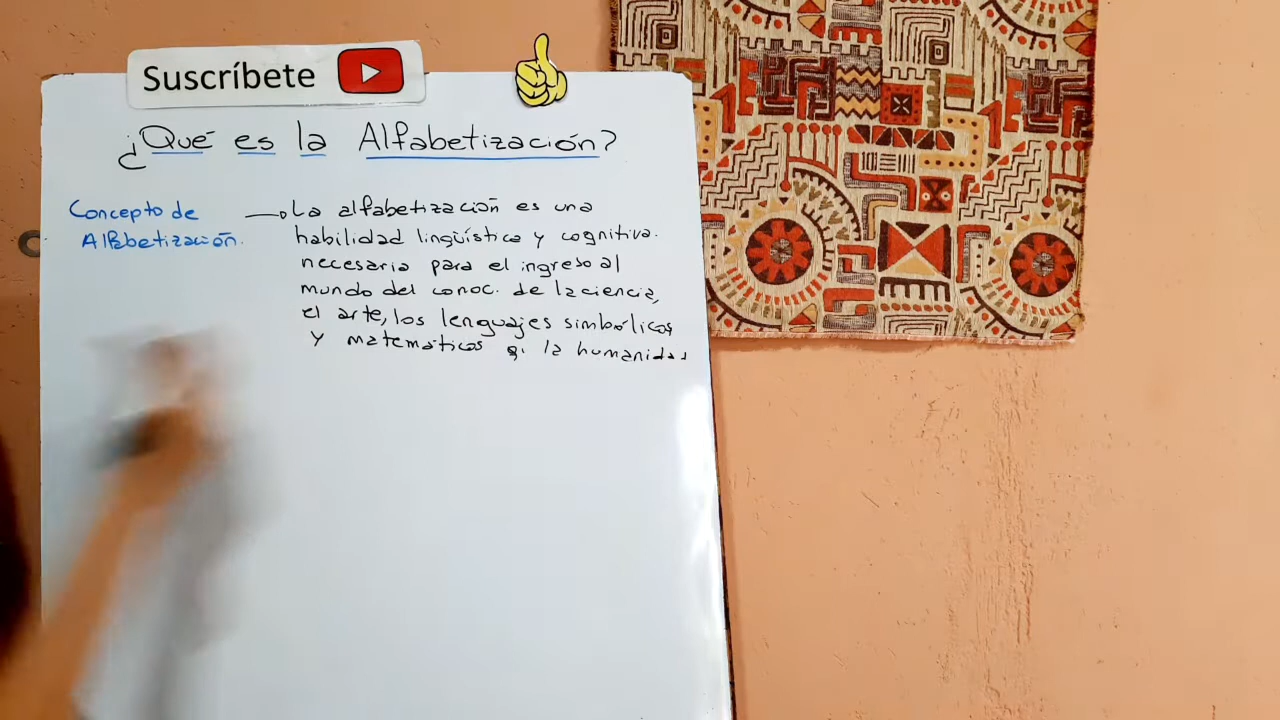 Suscríbete
¿Qué es la Alfabetización?
Concepto de
Alfabetización.
La alfabetización es una
habilidad lingüística y cognitiva.
necesaria para el ingreso al
mundo del conoc. de la ciencia,
el arte, los lenguajes simbólicos
y matemáticos la humanidad